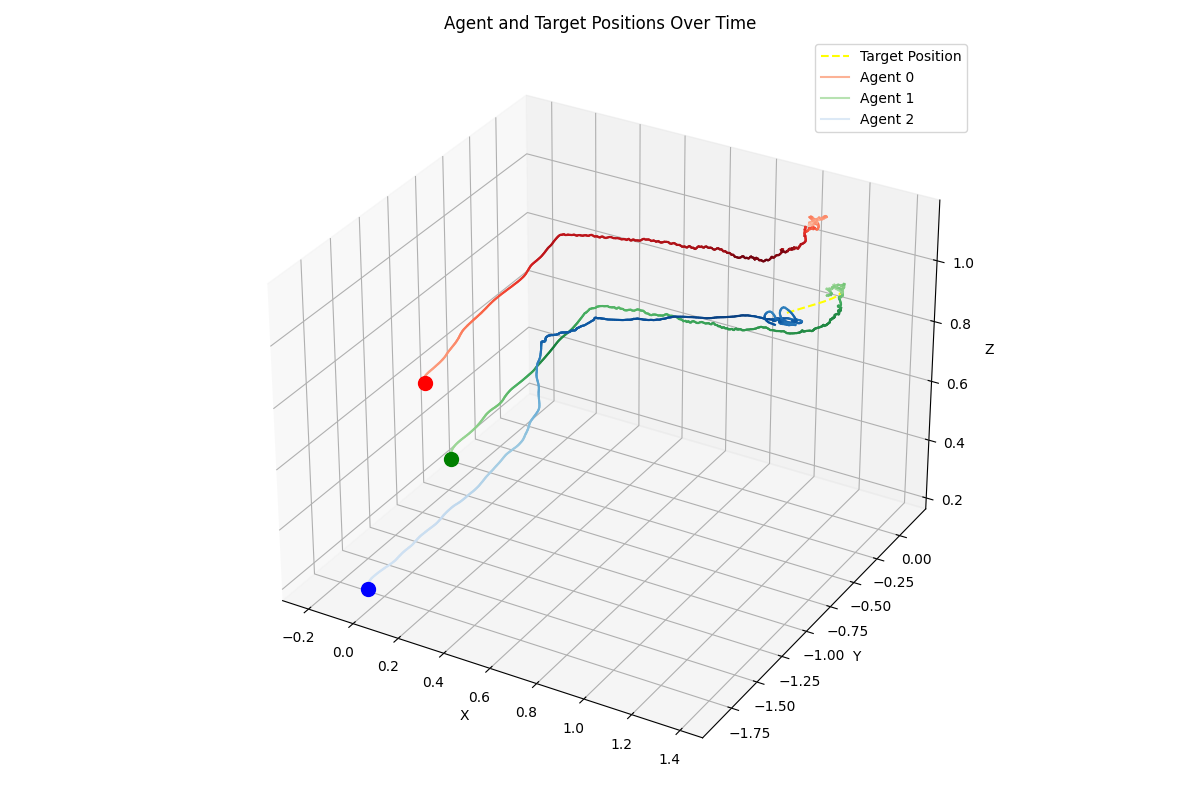 Agent and Target Positions Over Time
Target Position
Agent 0
Agent 1
Agent 2
1.0
0.8
Z
0.6
0.4
0.2
0.00
−0.25
−0.50
−0.75
−1.00
Y
−1.25
−1.50
−1.75
−0.2
0.0
0.2
0.4
0.6
0.8
1.0
1.2
1.4
X